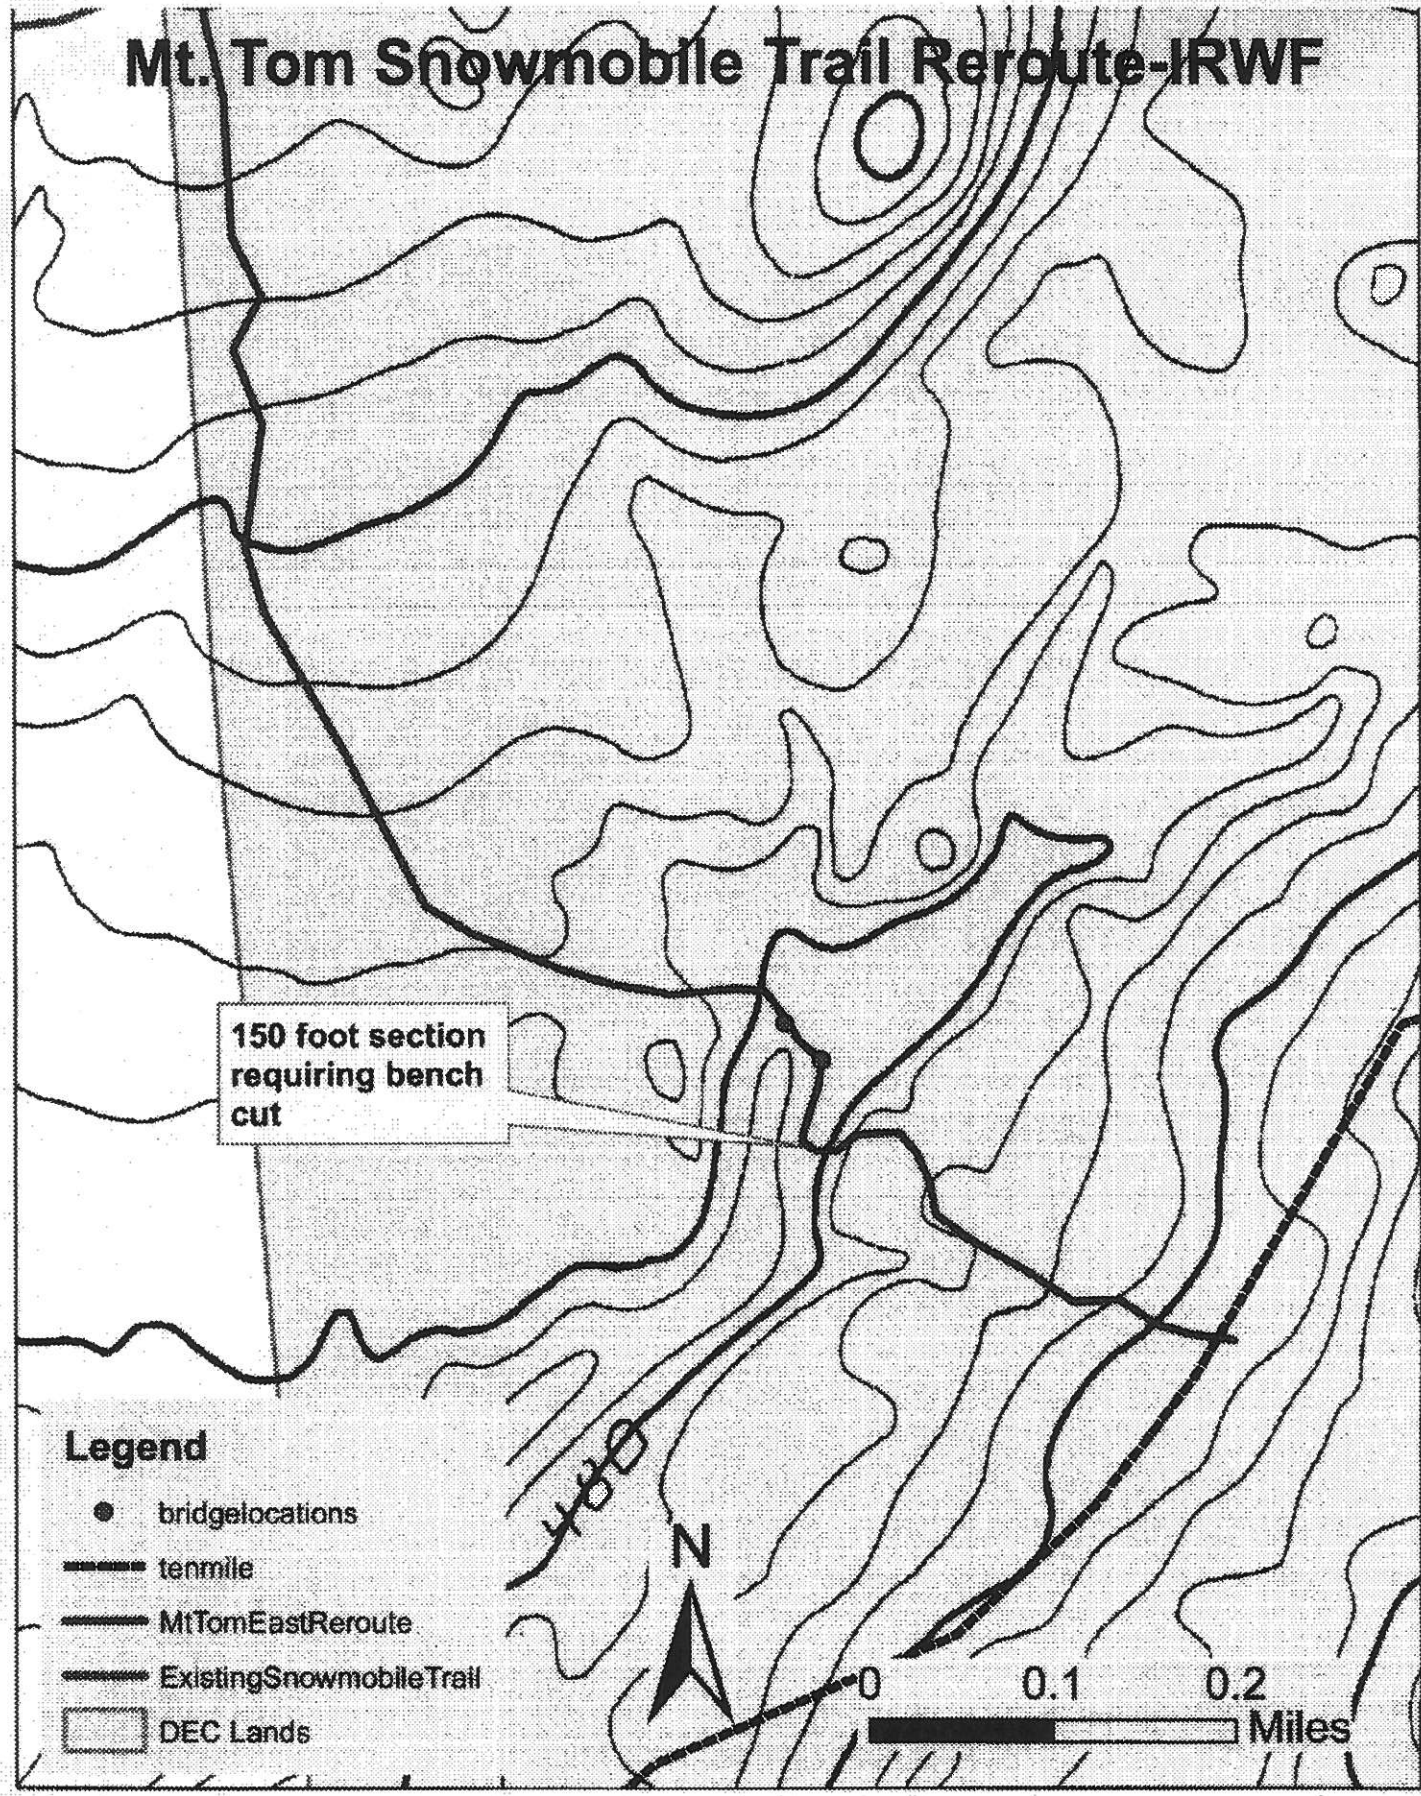 Mt. Tom Snowmobile Trail Reroute-IRWF
150 foot section
requiring bench
cut
480
Legend
bridgelocations
tenmile
MtTomEastReroute
ExistingSnowmobileTrail
DEC Lands
N
0 0.1 0.2
Miles